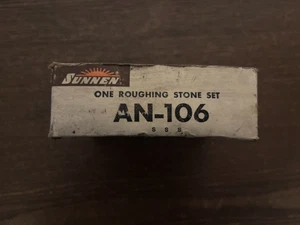 SUNNEN
ONE ROUGHING STONE SET
AN-106